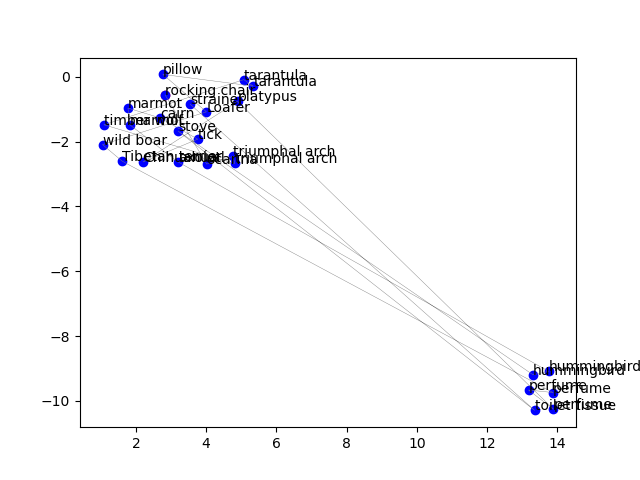 pillow
tarantula
tarantula
rocking chair
strainer
platypus
marmot
Loafer
cairn
timber wolf
stove
tick
wild boar
triumphal arch
triumphal arch
Tibetan terrier
ocarina
hummingbird
hummingbird
perfume
perfume
perfume
toilet tissue
0
−2
−4
−6
−8
−10
2
4
6
8
10
12
14